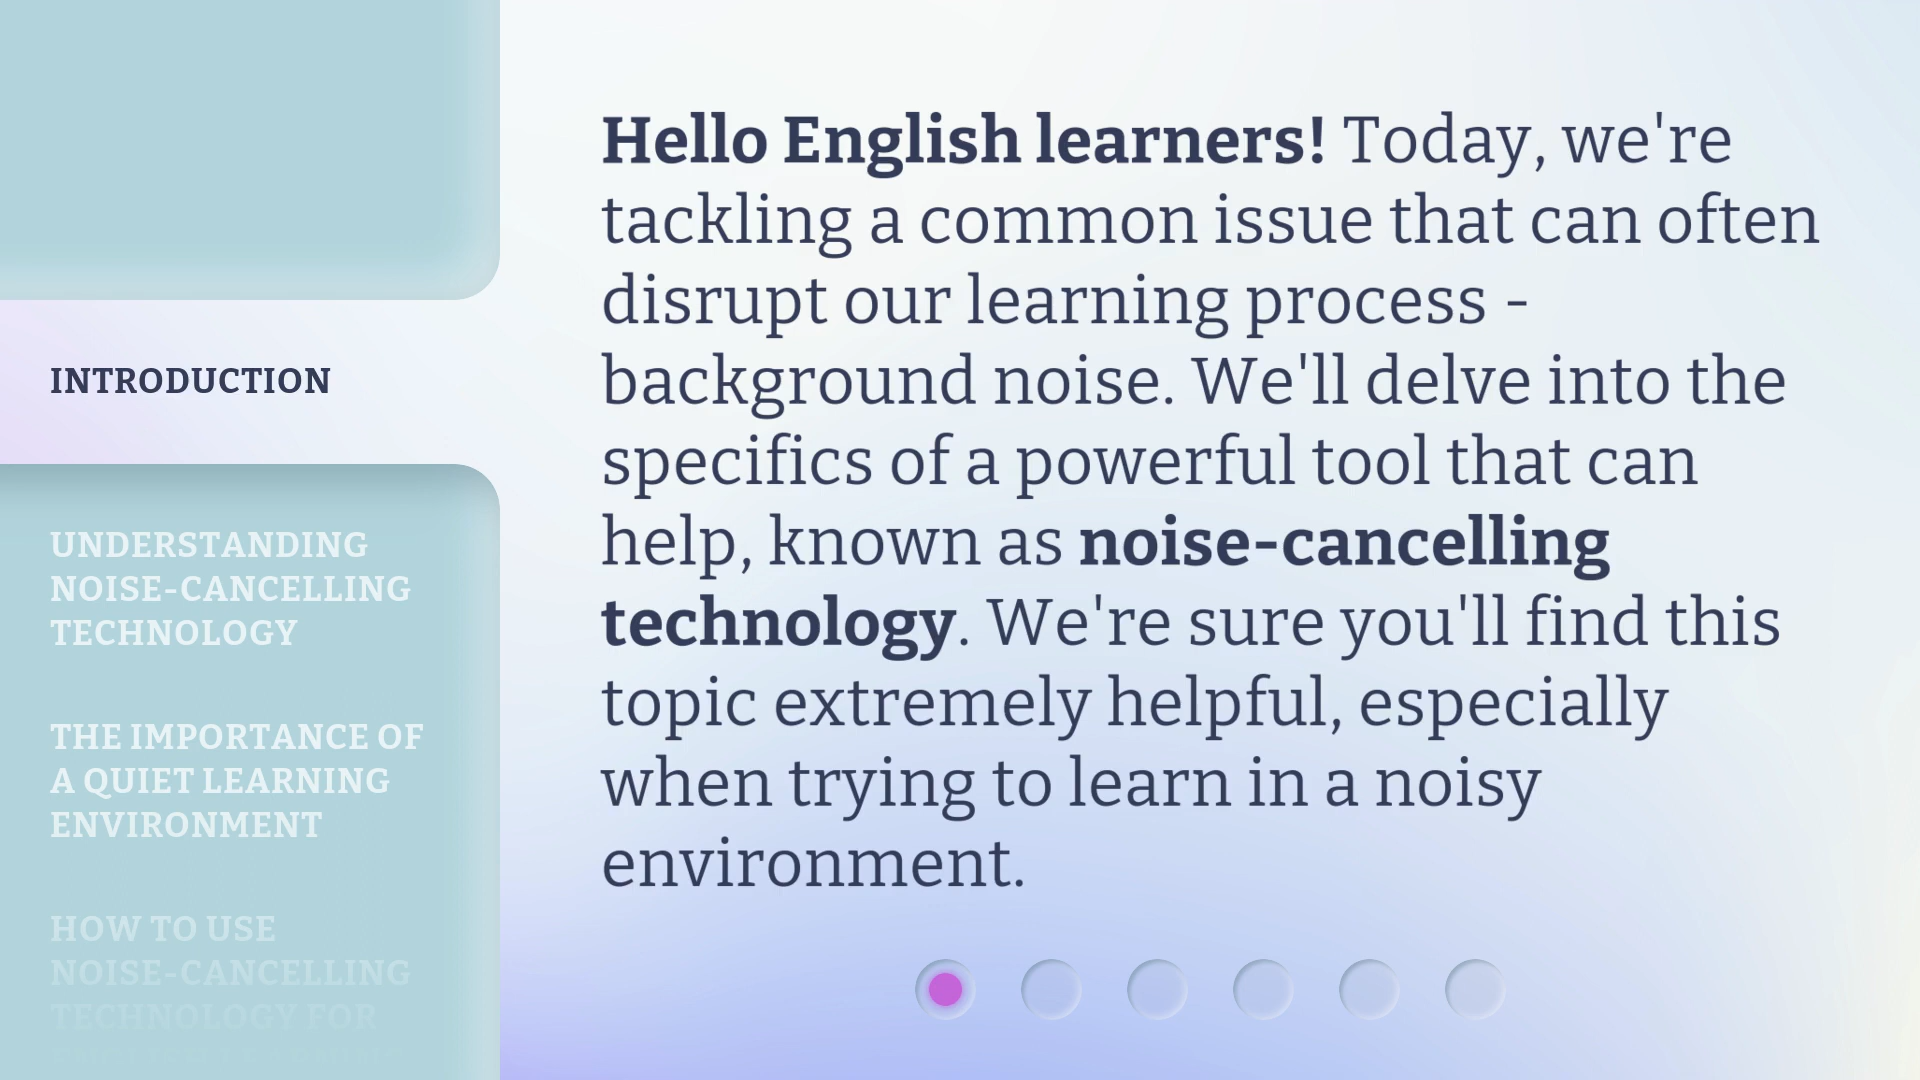 INTRODUCTION
UNDERSTANDING
NOISE-CANCELLING
TECHNOLOGY
THE IMPORTANCE OF
A QUIET LEARNING
ENVIRONMENT
HOW TO USE
NOISE-CANCELLING
TECHNOLOGY FOR
ENGLISH LEARNING
Hello English learners! Today, we're
tackling a common issue that can often
disrupt our learning process -
background noise. We'll delve into the
specifics of a powerful tool that can
help, known as noise-cancelling
technology. We're sure you'll find this
topic extremely helpful, especially
when trying to learn in a noisy
environment.